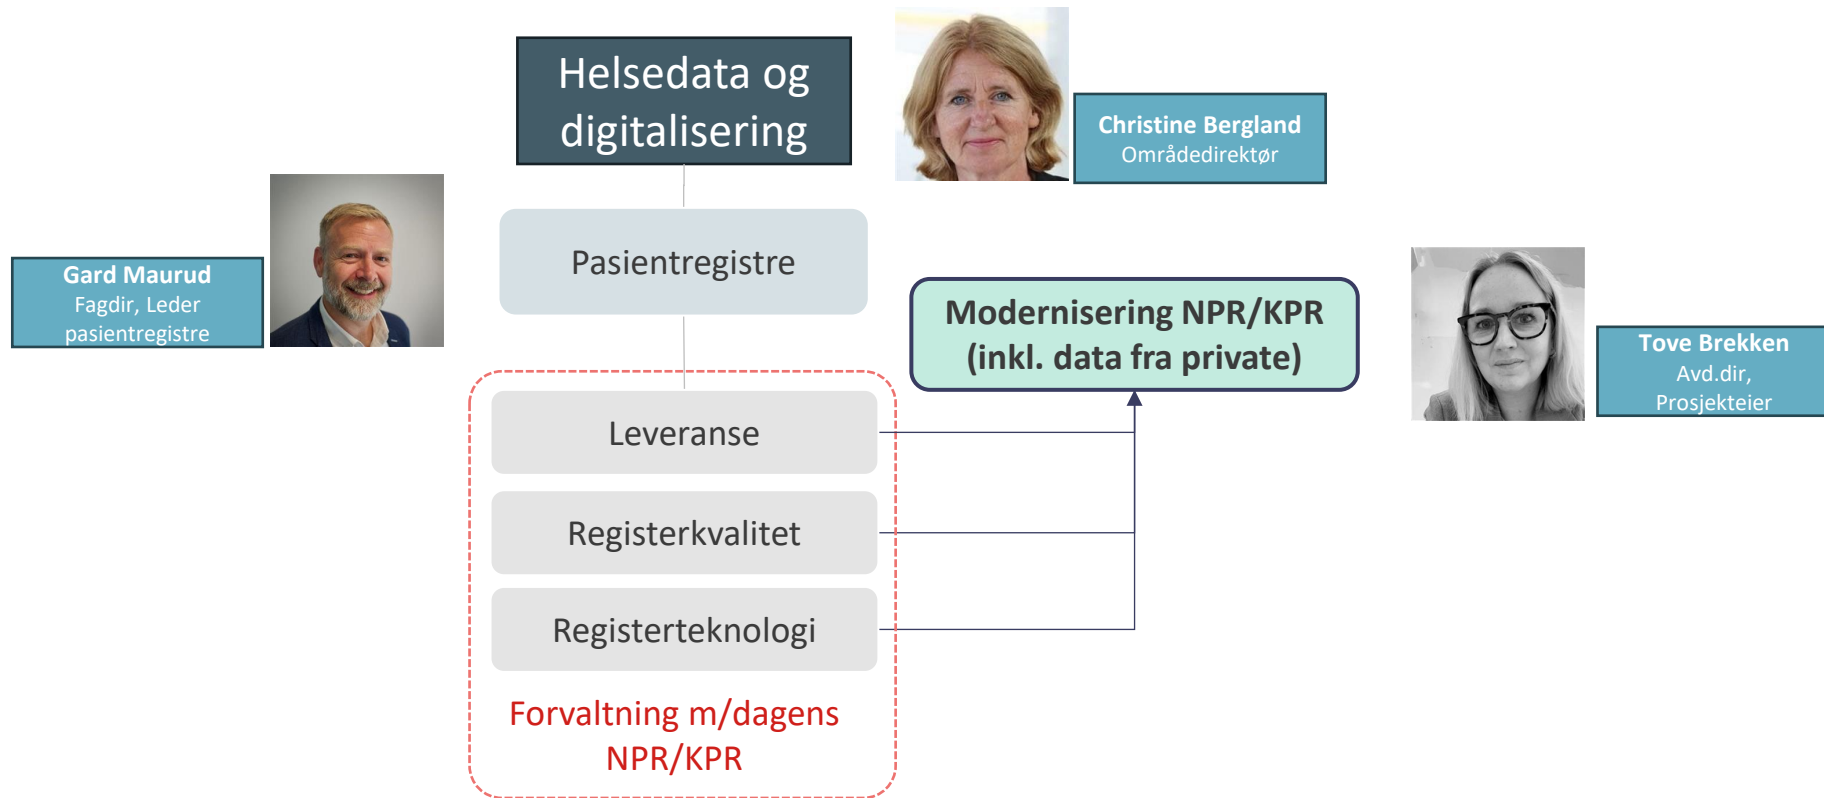 Helsedata og
digitalisering
Christine Bergland
Områdedirektør
Gard Maurud
Fagdir, Leder
pasientregistre
Pasientregistre
Modernisering NPR/KPR
(inkl. data fra private)
Tove Brekken
Avd.dir,
Prosjekteier
Leveranse
Registerkvalitet
Registerteknologi
Forvaltning m/dagens
NPR/KPR